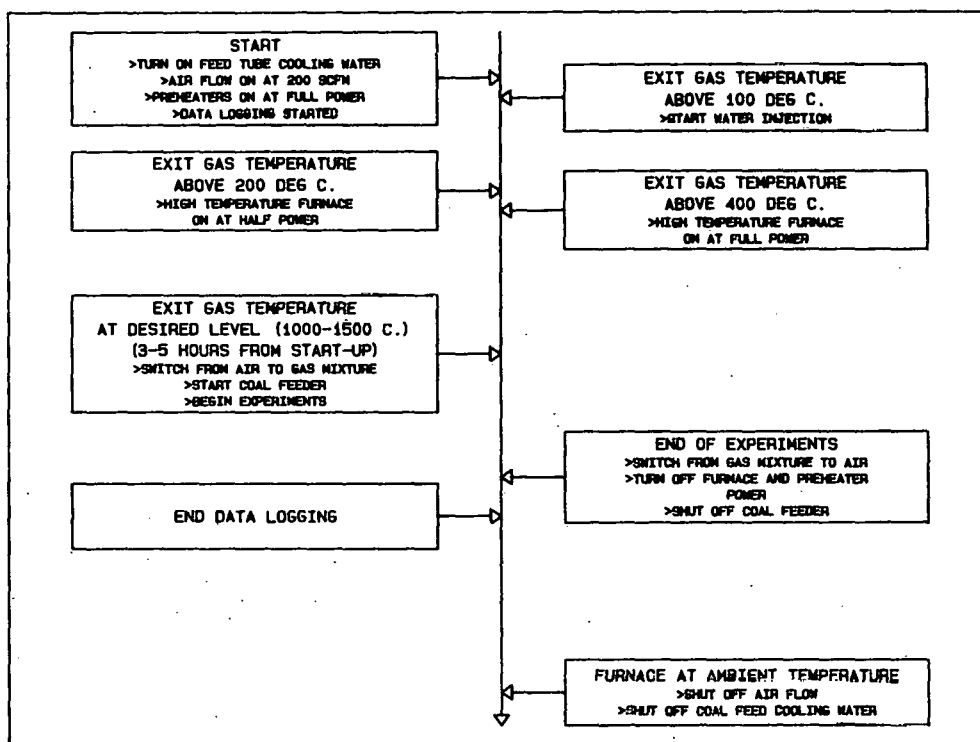 START
>TURN ON FEED TUBE COOLING WATER
>AIR FLOW ON AT 200 SCFM
>PREHEATERS ON AT FULL POWER
>DATA LOGGING STARTED
EXIT GAS TEMPERATURE
ABOVE 100 DEG C.
>START WATER INJECTION
EXIT GAS TEMPERATURE
ABOVE 200 DEG C.
>HIGH TEMPERATURE FURNACE
ON AT HALF POWER
EXIT GAS TEMPERATURE
ABOVE 400 DEG C.
>HIGH TEMPERATURE FURNACE
ON AT FULL POWER
EXIT GAS TEMPERATURE
AT DESIRED LEVEL (1000-1500 C.)
(3-5 HOURS FROM START-UP)
>SWITCH FROM AIR TO GAS MIXTURE
>START COAL FEEDER
>BEGIN EXPERIMENTS
END OF EXPERIMENTS
>SWITCH FROM GAS MIXTURE TO AIR
>TURN OFF FURNACE AND PREHEATER
POWER
>SHUT OFF COAL FEEDER
END DATA LOGGING
FURNACE AT AMBIENT TEMPERATURE
>SHUT OFF AIR FLOW
>SHUT OFF COAL FEED COOLING WATER